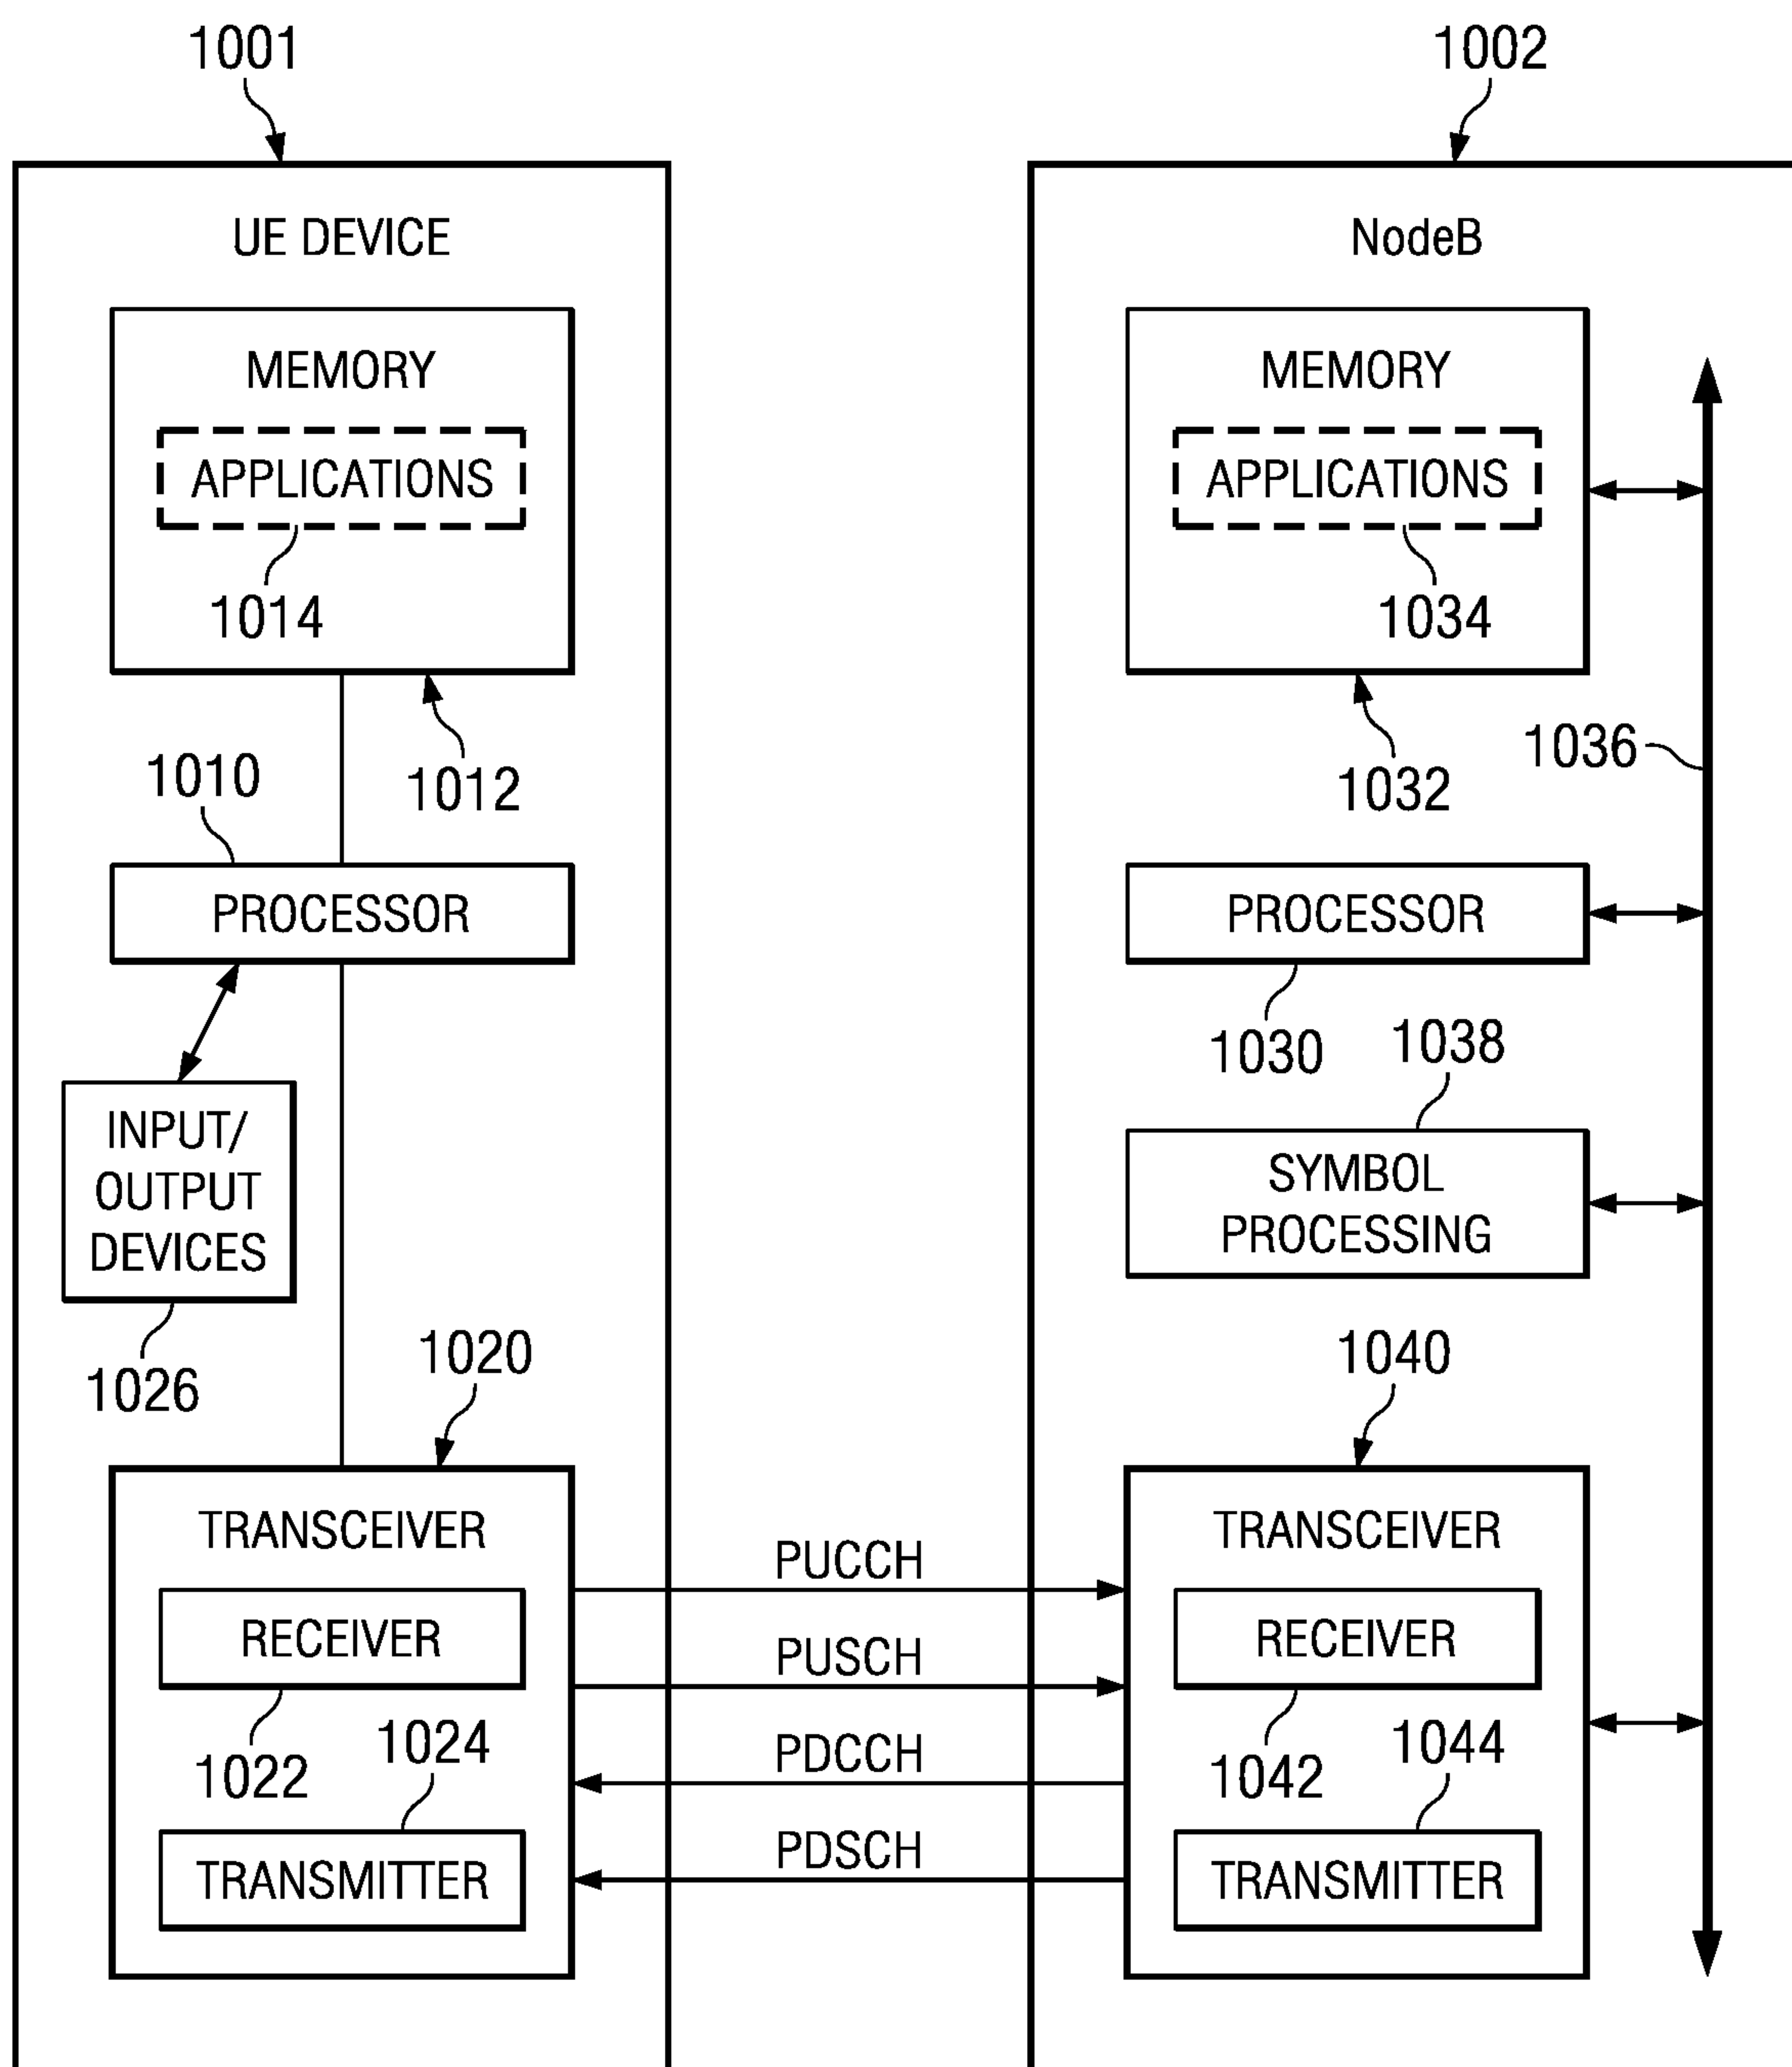 1001
1002
UE DEVICE
NodeB
MEMORY
APPLICATIONS
1014
MEMORY
APPLICATIONS
1034
1036
1010
1012
1032
PROCESSOR
PROCESSOR
1030
1038
INPUT/
OUTPUT
DEVICES
SYMBOL
PROCESSING
1026
1020
1040
TRANSCEIVER
TRANSCEIVER
PUCCH
RECEIVER
RECEIVER
PUSCH
1022
1024
PDCCH
1042
1044
PDSCH
TRANSMITTER
TRANSMITTER